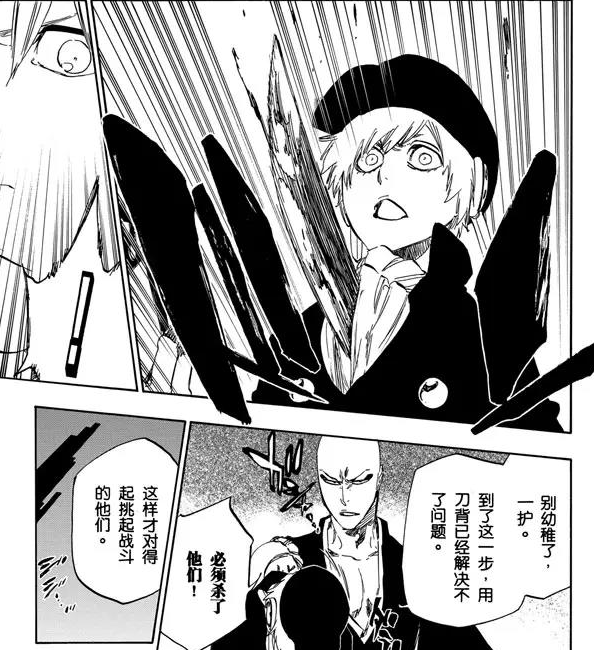 别幼稚了，
一护。
到了这一步，用
刀背已经解决不
了问题。
必须杀了
他们！
这样才对得
起挑起战斗
的他们。